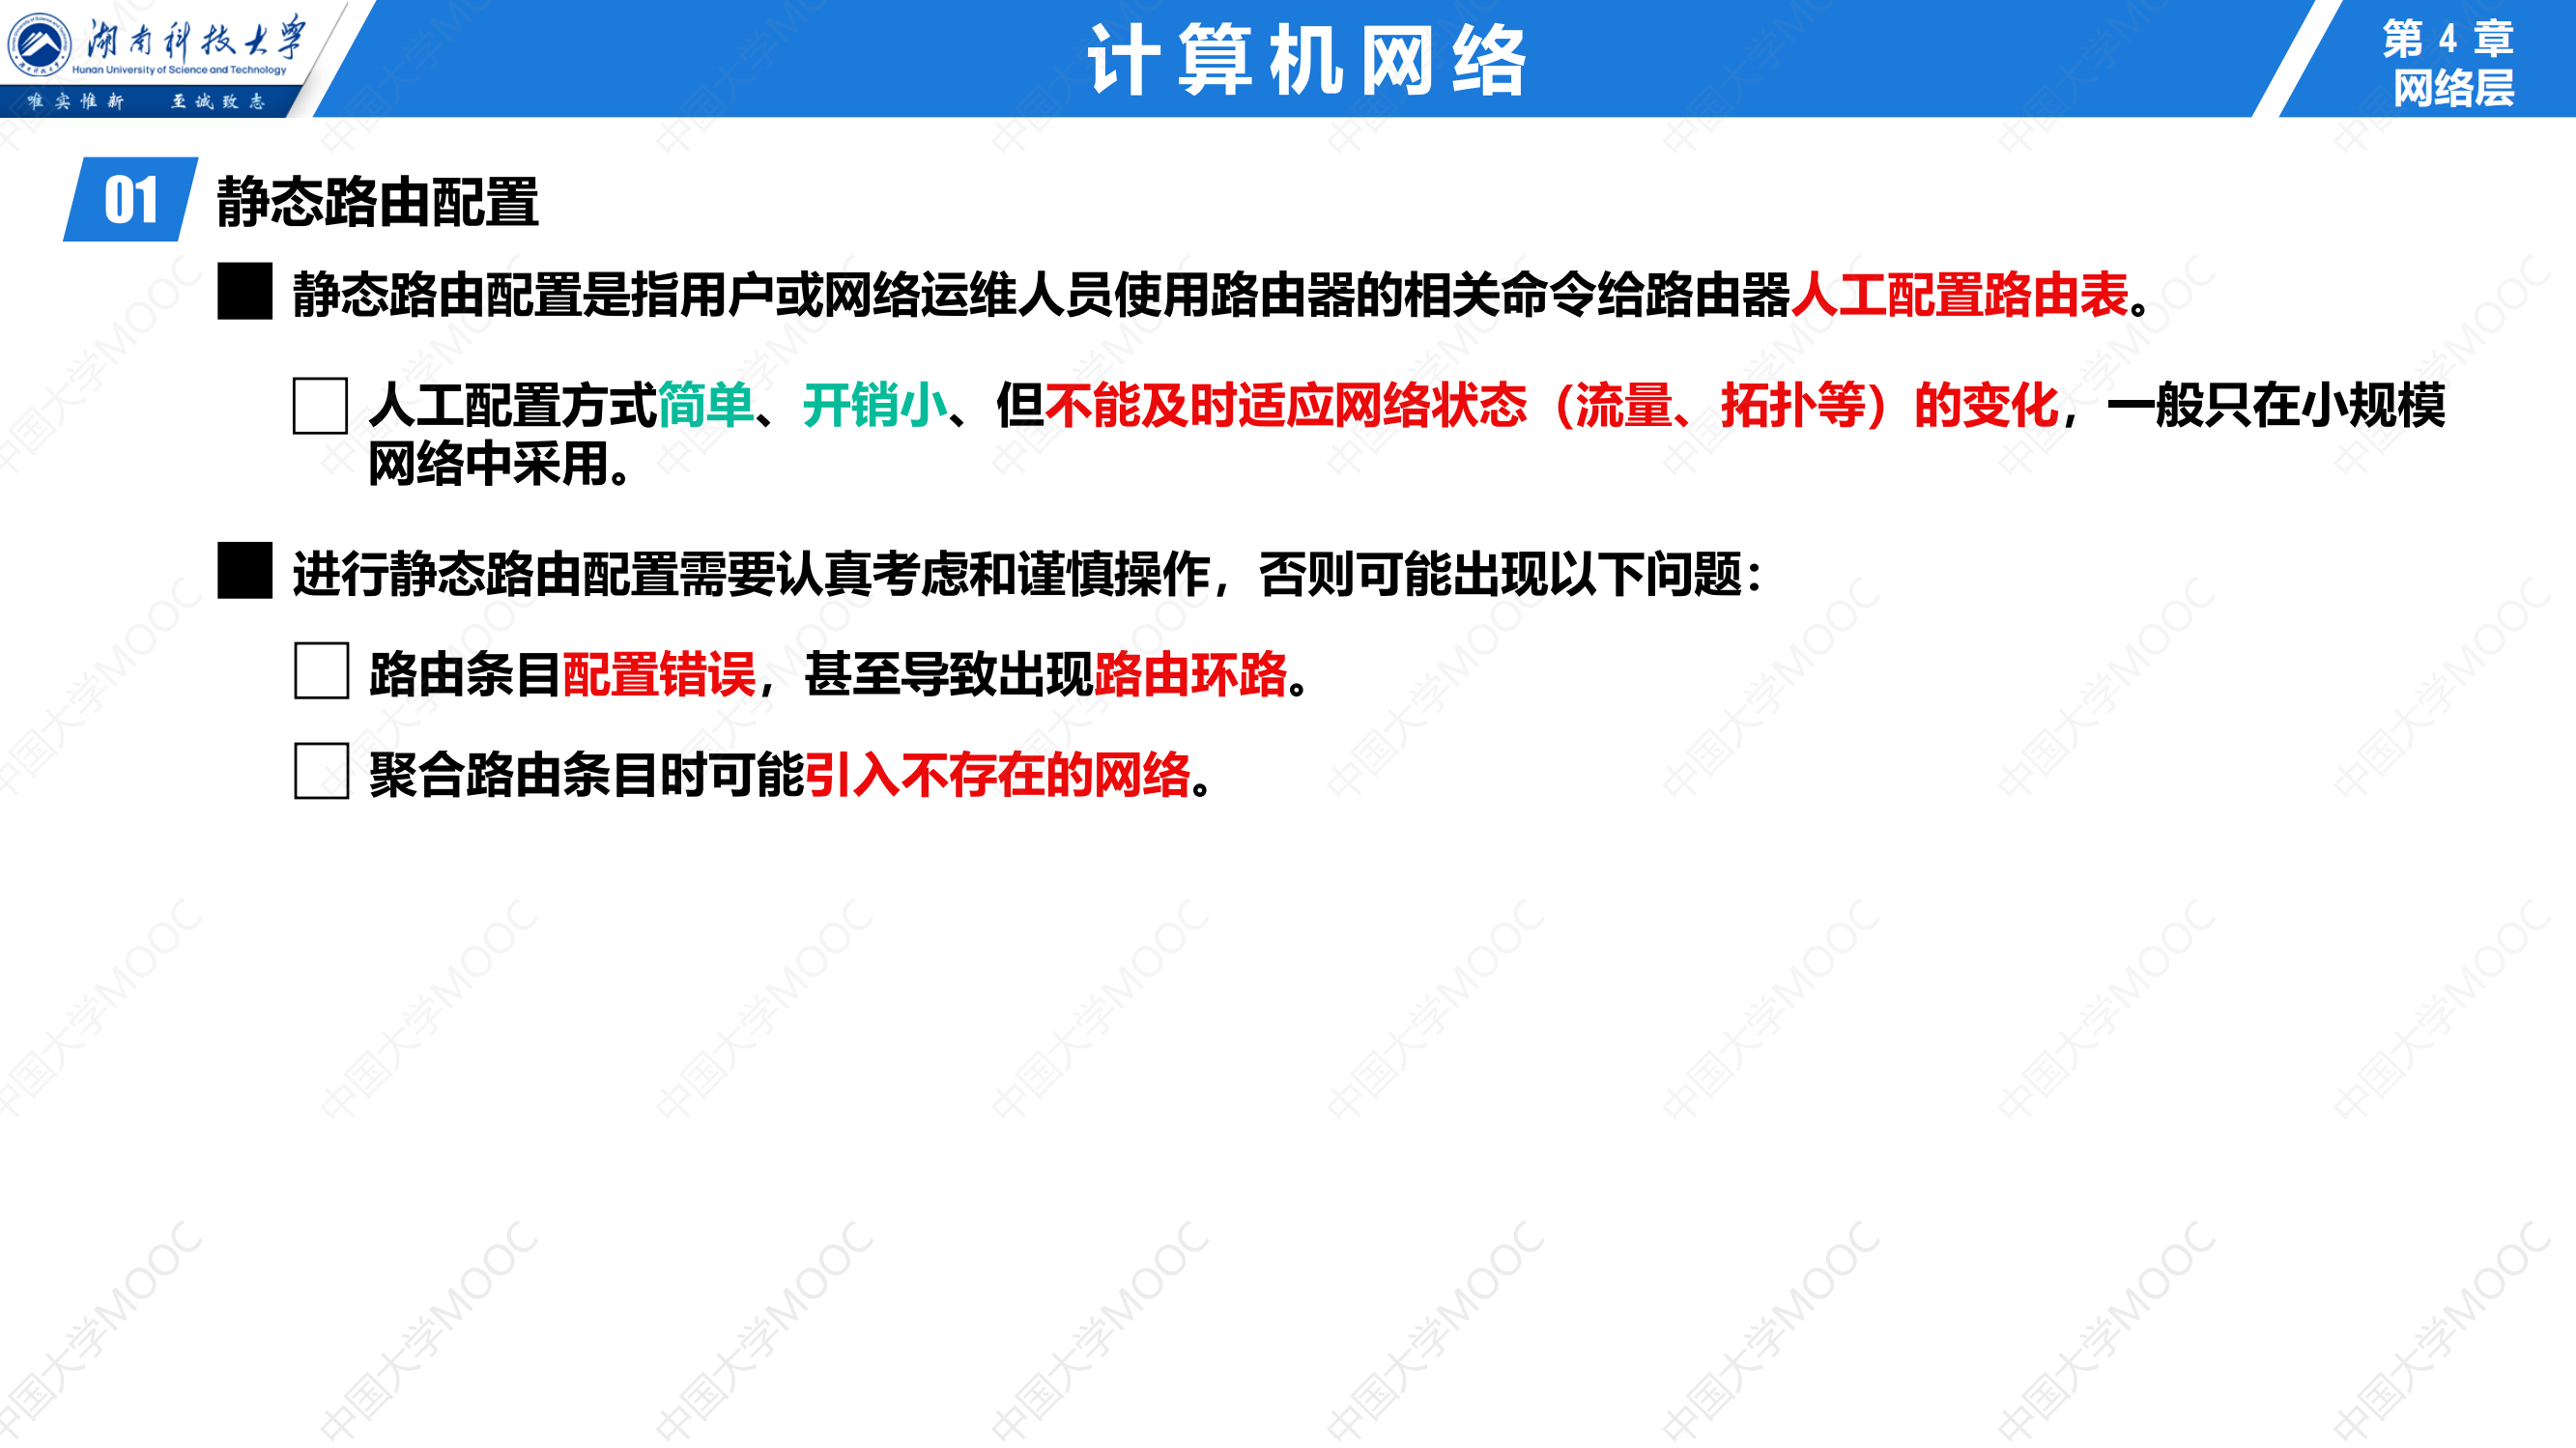 湖南科技大学
Hunan University of Science and Technology
唯实惟新 至诚致志
计算机网络
第 4 章
网络层
01 静态路由配置
静态路由配置是指用户或网络运维人员使用路由器的相关命令给路由器人工配置路由表。
人工配置方式简单、开销小、但不能及时适应网络状态（流量、拓扑等）的变化，一般只在小规模
网络中采用。
进行静态路由配置需要认真考虑和谨慎操作，否则可能出现以下问题：
路由条目配置错误，甚至导致出现路由环路。
聚合路由条目时可能引入不存在的网络。
中国大学MOOC